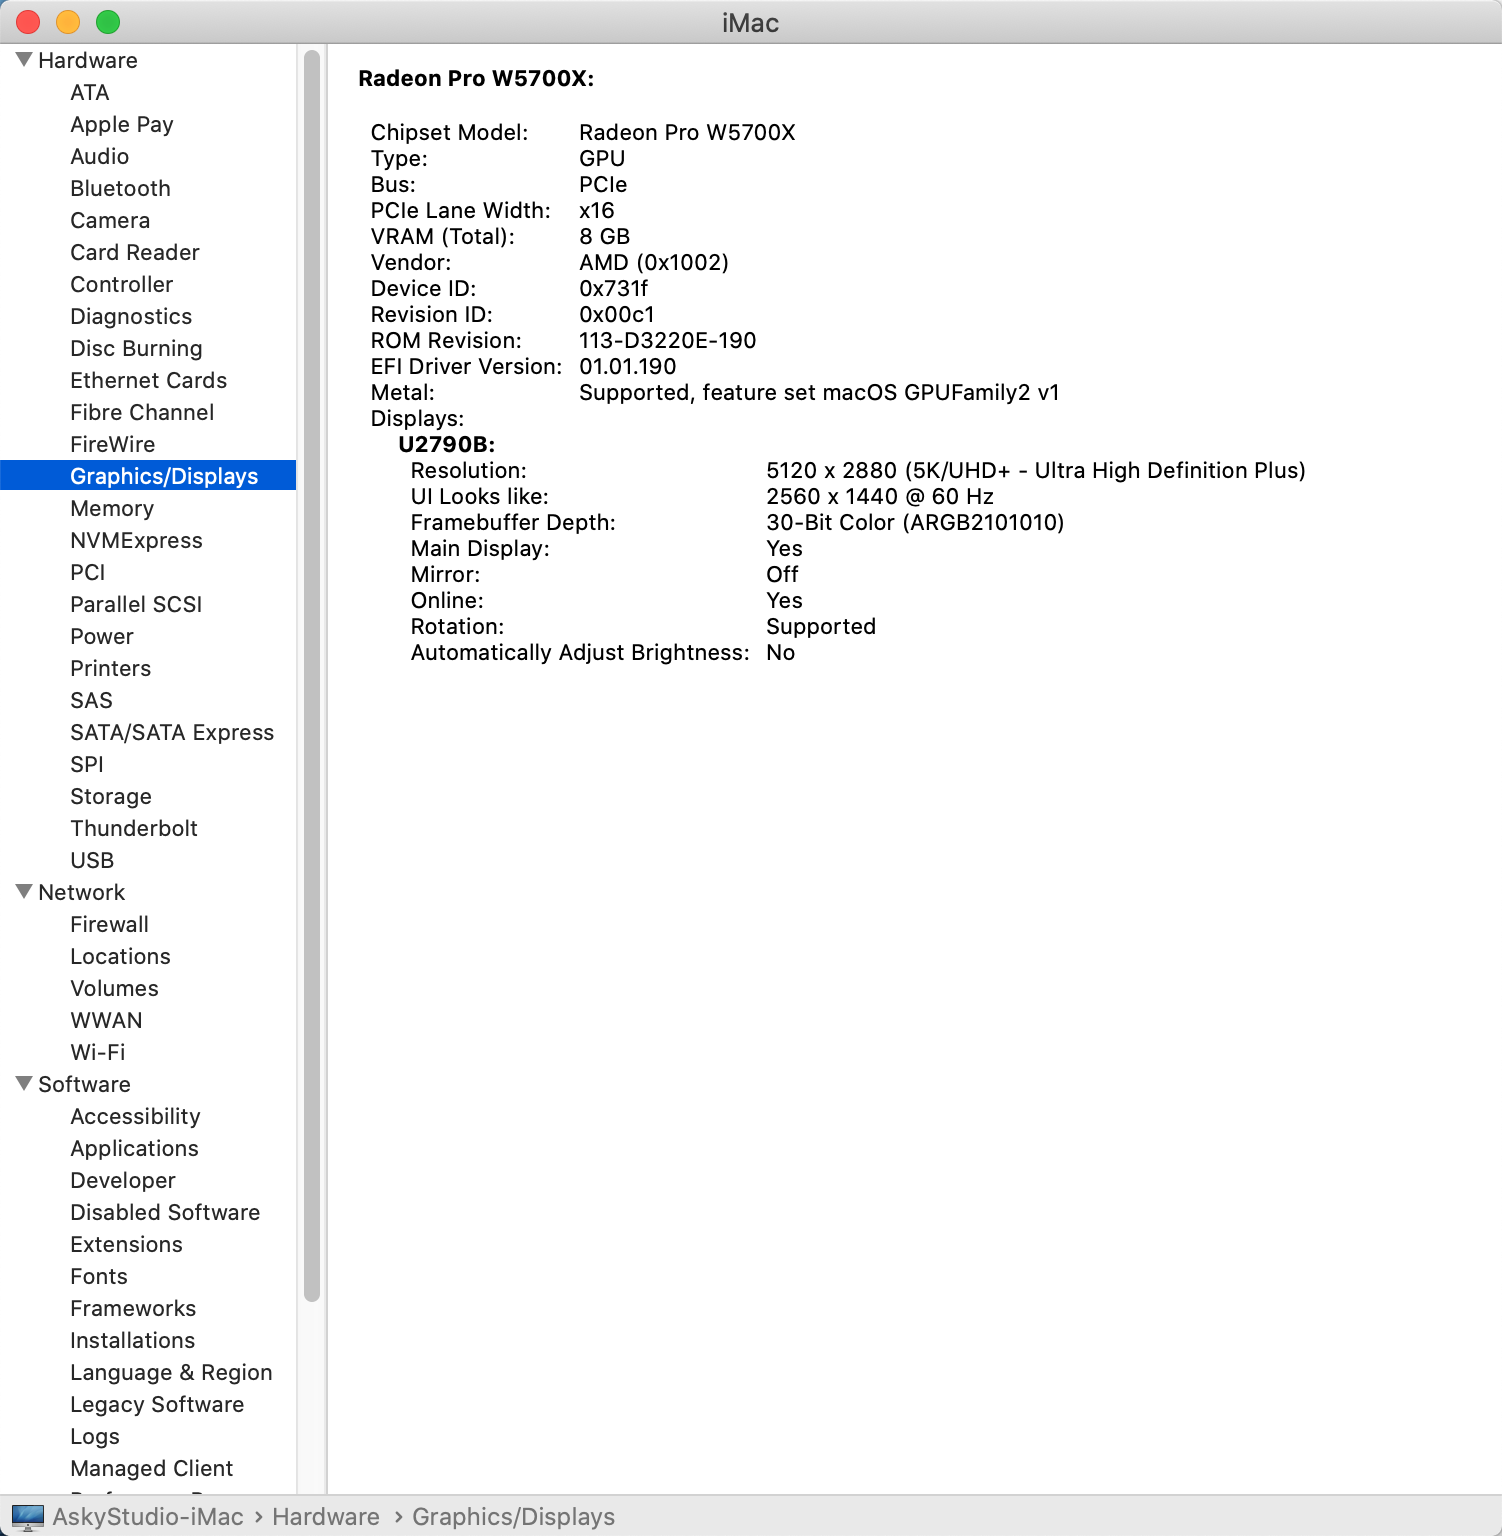 iMac
Hardware
ATA
Apple Pay
Audio
Bluetooth
Camera
Card Reader
Controller
Diagnostics
Disc Burning
Ethernet Cards
Fibre Channel
FireWire
Graphics/Displays
Memory
NVMExpress
PCI
Parallel SCSI
Power
Printers
SAS
SATA/SATA Express
SPI
Storage
Thunderbolt
USB
Network
Firewall
Locations
Volumes
WWAN
Wi-Fi
Software
Accessibility
Applications
Developer
Disabled Software
Extensions
Fonts
Frameworks
Installations
Language & Region
Legacy Software
Logs
Managed Client
Radeon Pro W5700X:
Chipset Model: Radeon Pro W5700X
Type: GPU
Bus: PCIe
PCIe Lane Width: x16
VRAM (Total): 8 GB
Vendor: AMD (0x1002)
Device ID: 0x731f
Revision ID: 0x00c1
ROM Revision: 113-D3220E-190
EFI Driver Version: 01.01.190
Metal: Supported, feature set macOS GPUFamily2 v1
Displays:
U2790B:
Resolution: 5120 x 2880 (5K/UHD+ - Ultra High Definition Plus)
UI Looks like: 2560 x 1440 @ 60 Hz
Framebuffer Depth: 30-Bit Color (ARGB2101010)
Main Display: Yes
Mirror: Off
Online: Yes
Rotation: Supported
Automatically Adjust Brightness: No
AskyStudio-iMac › Hardware › Graphics/Displays